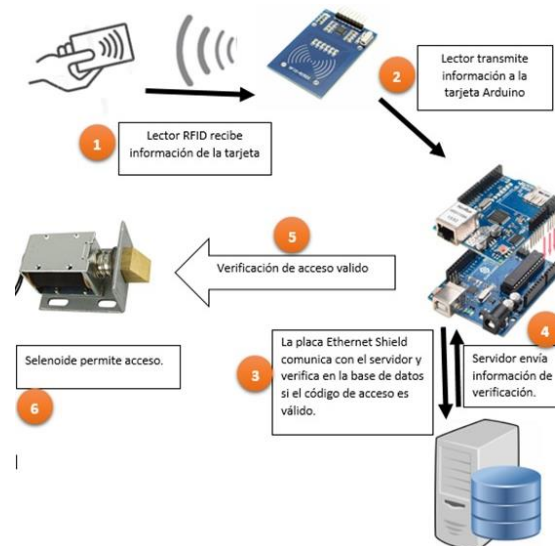 1
Lector RFID recibe
información de la tarjeta
2
Lector transmite
información a la
tarjeta Arduino
3
La placa Ethernet Shield
comunica con el servidor y
verifica en la base de datos
si el código de acceso es
válido.
4
Servidor envía
información de
verificación.
5
Verificación de acceso valido
6
Selenoide permite acceso.